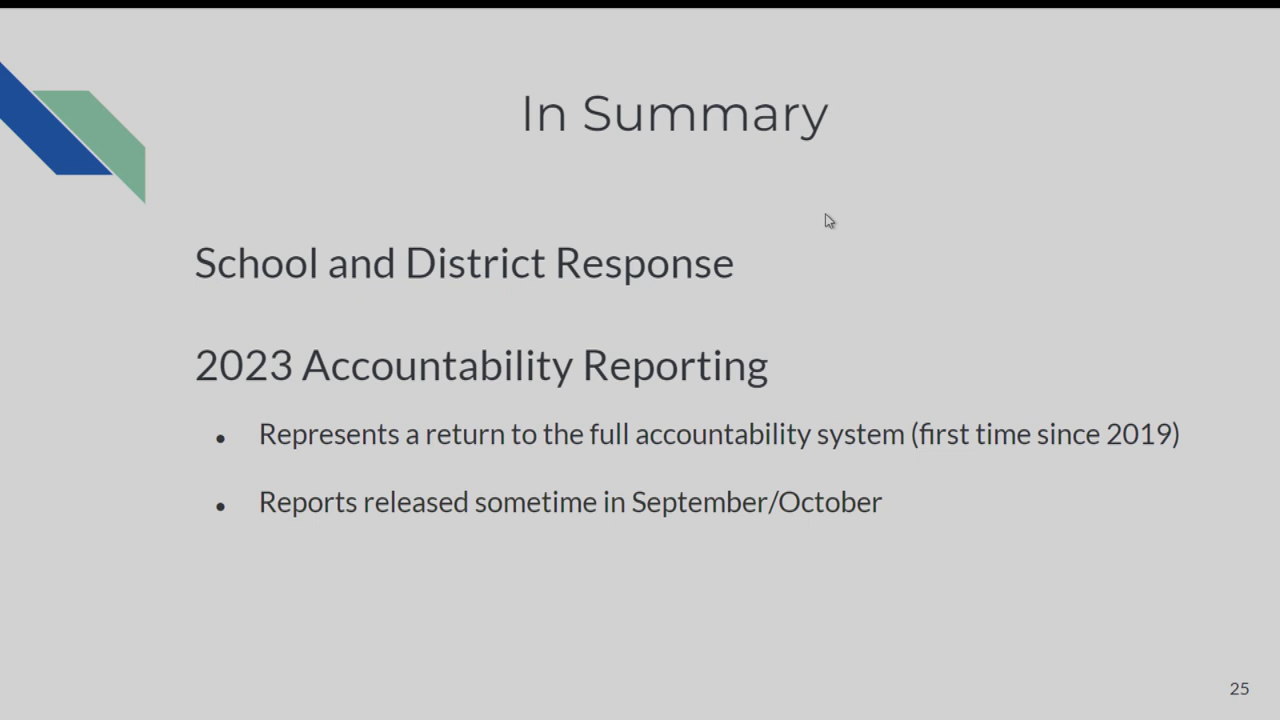 In Summary
School and District Response
2023 Accountability Reporting
● Represents a return to the full accountability system (first time since 2019)
● Reports released sometime in September/October
25